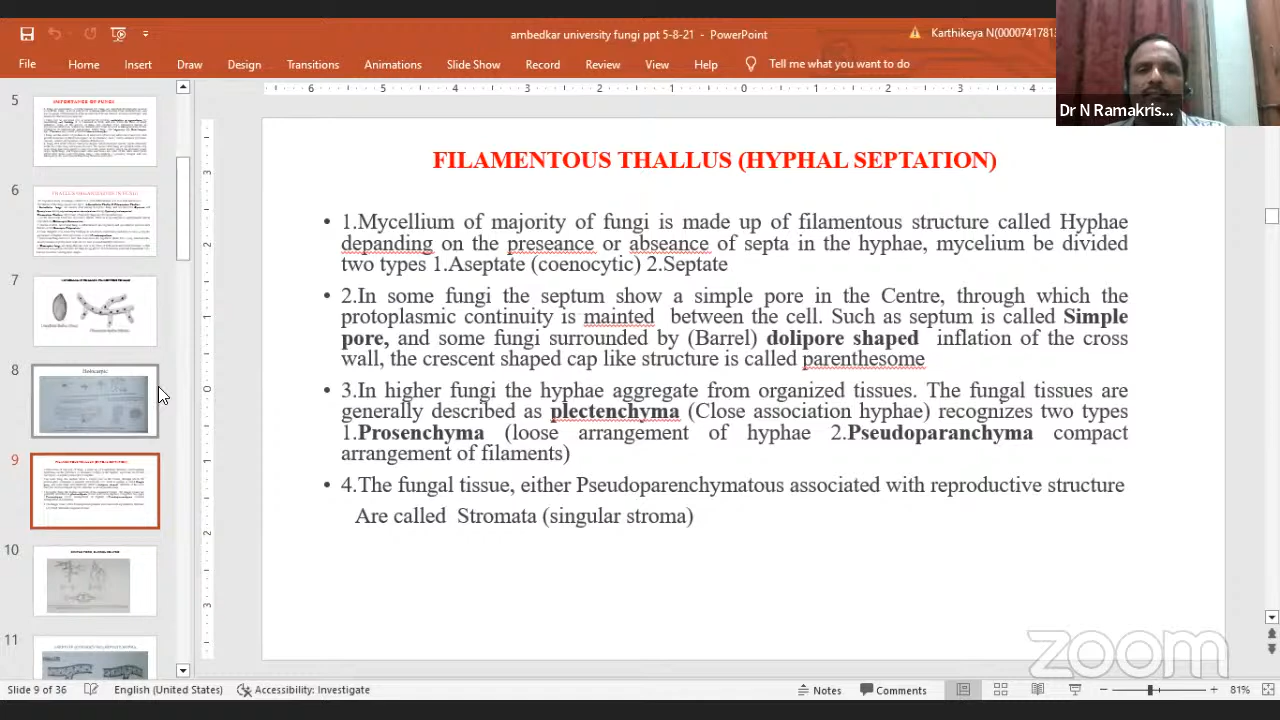 ambedkar university fungi ppt 5-8-21 - PowerPoint
Karthikeya N(0000741781
File Home Insert Draw Design Transitions Animations Slide Show Record Review View Help Tell me what you want to do
Dr N Ramakris...
5
IMPORTANCE OF FUNGI
6
7
8
Holocarpic
9
10
11
FILAMENTOUS THALLUS (HYPHAL SEPTATION)
• 1.Mycellium of majority of fungi is made up of filamentous structure called Hyphae
depanding on the preseance or abseance of septa in the hyphae, mycelium be divided
two types 1.Aseptate (coenocytic) 2.Septate
• 2.In some fungi the septum show a simple pore in the Centre, through which the
protoplasmic continuity is mainted between the cell. Such as septum is called Simple
pore, and some fungi surrounded by (Barrel) dolipore shaped inflation of the cross
wall, the crescent shaped cap like structure is called parenthesome
• 3.In higher fungi the hyphae aggregate from organized tissues. The fungal tissues are
generally described as plectenchyma (Close association hyphae) recognizes two types
1.Prosenchyma (loose arrangement of hyphae 2.Pseudoparanchyma compact
arrangement of filaments)
• 4.The fungal tissue either Pseudoparenchymatous associated with reproductive structure
Are called Stromata (singular stroma)
zoom
Slide 9 of 36 English (United States) Accessibility: Investigate Notes Comments 81%